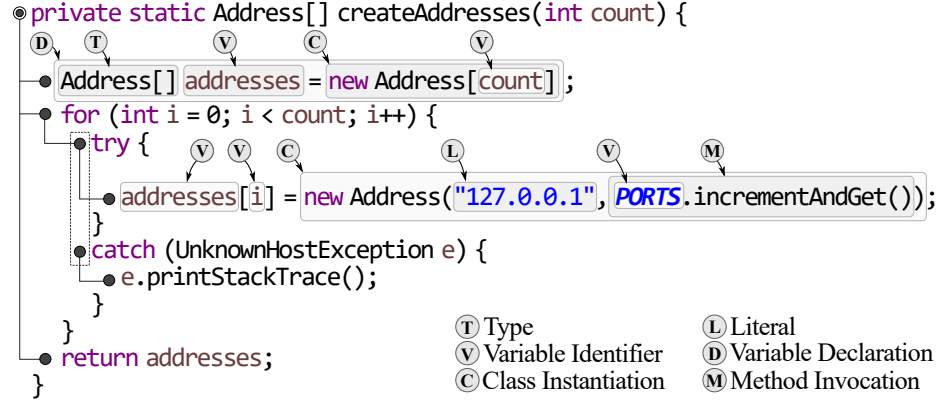 private static Address[] createAddresses(int count) {
D T V C V
Address[] addresses = new Address[count];
for (int i = 0; i < count; i++) {
try {
V V C L V M
addresses[i] = new Address("127.0.0.1", PORTS.incrementAndGet());
}
catch (UnknownHostException e) {
e.printStackTrace();
}
}
return addresses;
}
T Type
V Variable Identifier
C Class Instantiation
L Literal
D Variable Declaration
M Method Invocation